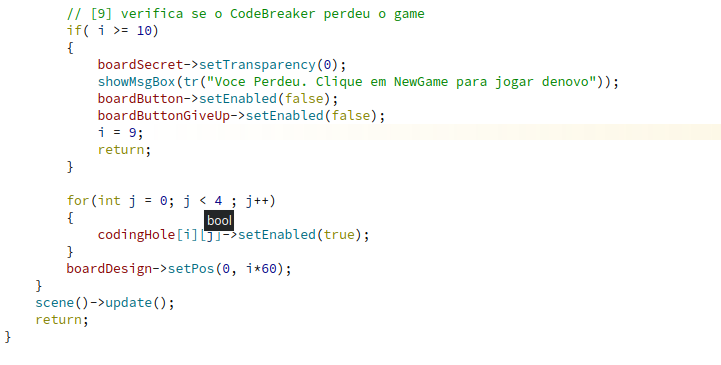 // [9] verifica se o CodeBreaker perdeu o game
if( i >= 10)
{
boardSecret->setTransparency(0);
showMsgBox(tr("Voce Perdeu. Clique em NewGame para jogar denovo"));
boardButton->setEnabled(false);
boardButtonGiveUp->setEnabled(false);
i = 9;
return;
}
for(int j = 0; j < 4 ; j++)
{
bool
codingHole[i][j]->setEnabled(true);
}
boardDesign->setPos(0, i*60);
}
scene()->update();
return;
}